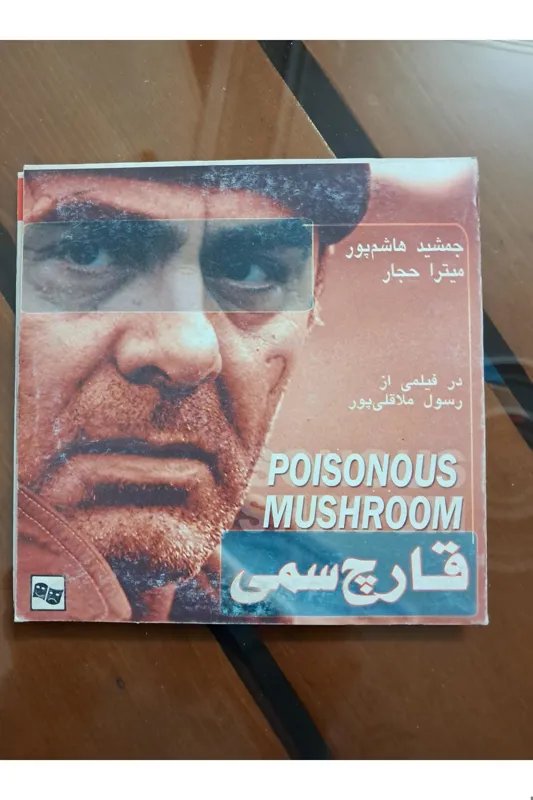 جمشید هاشم‌پور
میترا حجار
در فیلمی از
رسول ملاقلی‌پور
POISONOUS
MUSHROOM
قارچ سمی